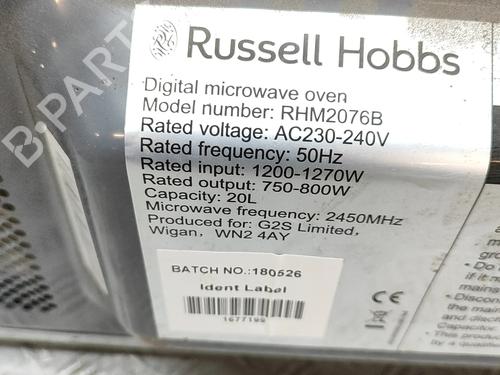 Russell Hobbs
Digital microwave oven
Model number: RHM2076B
Rated voltage: AC230-240V
Rated frequency: 50Hz
Rated input: 1200-1270W
Rated output: 750-800W
Capacity: 20L
Microwave frequency: 2450MHz
Produced for: G2S Limited,
Wigan, WN2 4AY
BATCH NO.:180526
Ident Label
1677199
CE
B-PARTS